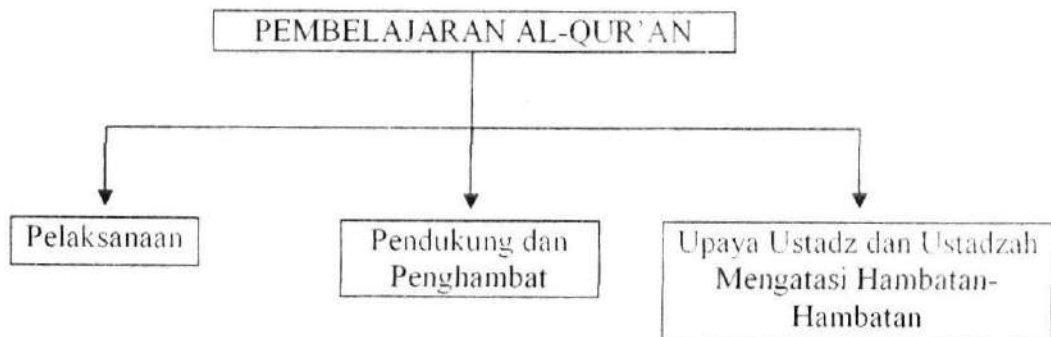 PEMBELAJARAN AL-QUR'AN
Pelaksanaan
Pendukung dan
Penghambat
Upaya Ustadz dan Ustadzah
Mengatasi Hambatan-
Hambatan